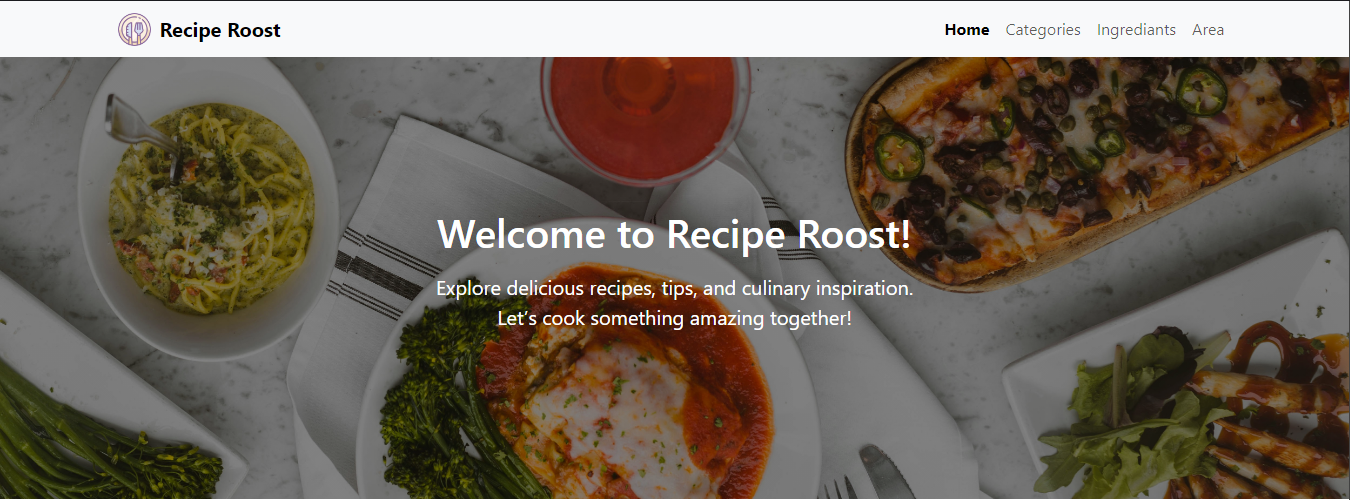 Recipe Roost
Home Categories Ingrediants Area
Welcome to Recipe Roost!
Explore delicious recipes, tips, and culinary inspiration.
Let’s cook something amazing together!